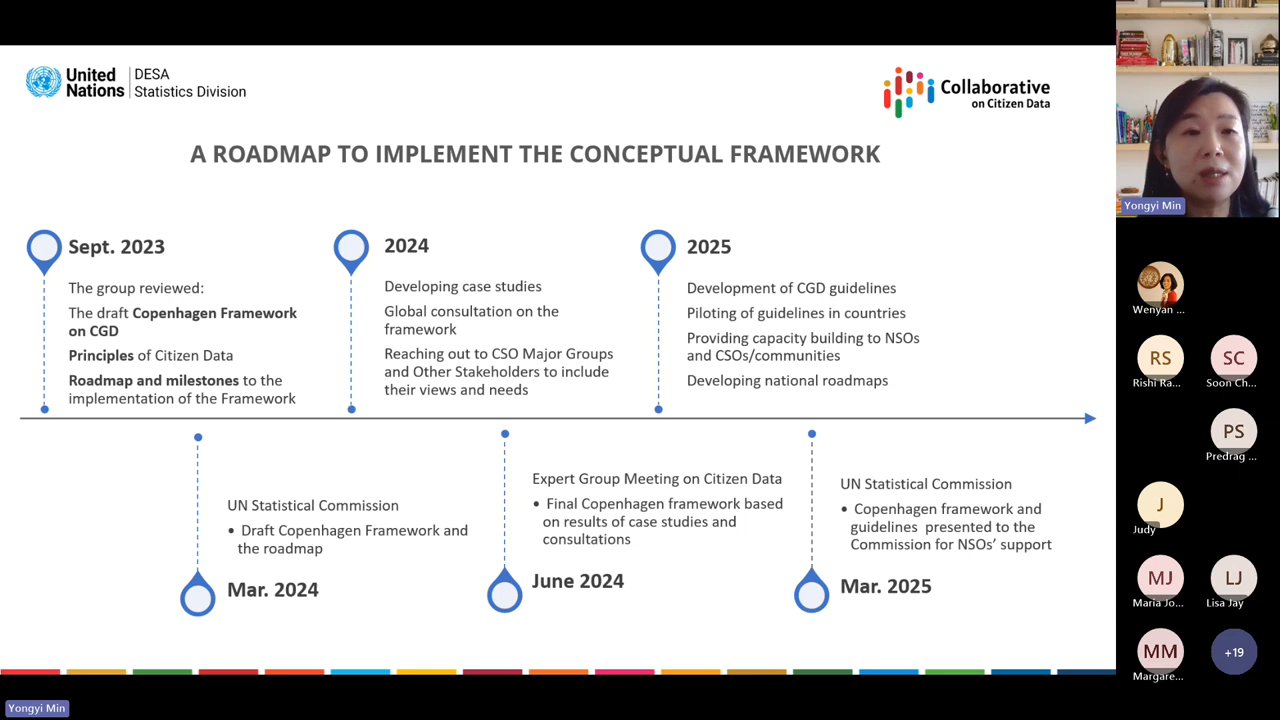 United
Nations
DESA
Statistics Division
Collaborative
on Citizen Data
A ROADMAP TO IMPLEMENT THE CONCEPTUAL FRAMEWORK
Sept. 2023
The group reviewed:
The draft Copenhagen Framework
on CGD
Principles of Citizen Data
Roadmap and milestones to the
implementation of the Framework
2024
Developing case studies
Global consultation on the
framework
Reaching out to CSO Major Groups
and Other Stakeholders to include
their views and needs
2025
Development of CGD guidelines
Piloting of guidelines in countries
Providing capacity building to NSOs
and CSOs/communities
Developing national roadmaps
UN Statistical Commission
• Draft Copenhagen Framework and
the roadmap
Mar. 2024
Expert Group Meeting on Citizen Data
• Final Copenhagen framework based
on results of case studies and
consultations
June 2024
UN Statistical Commission
• Copenhagen framework and
guidelines presented to the
Commission for NSOs’ support
Mar. 2025
Yongyi Min
Wenyan ...
RS
Rishi Ra...
SC
Soon Ch...
PS
Predrag ...
J
Judy
MJ
Maria Jo...
LJ
Lisa Jay
MM
Margare...
+19
Yongyi Min